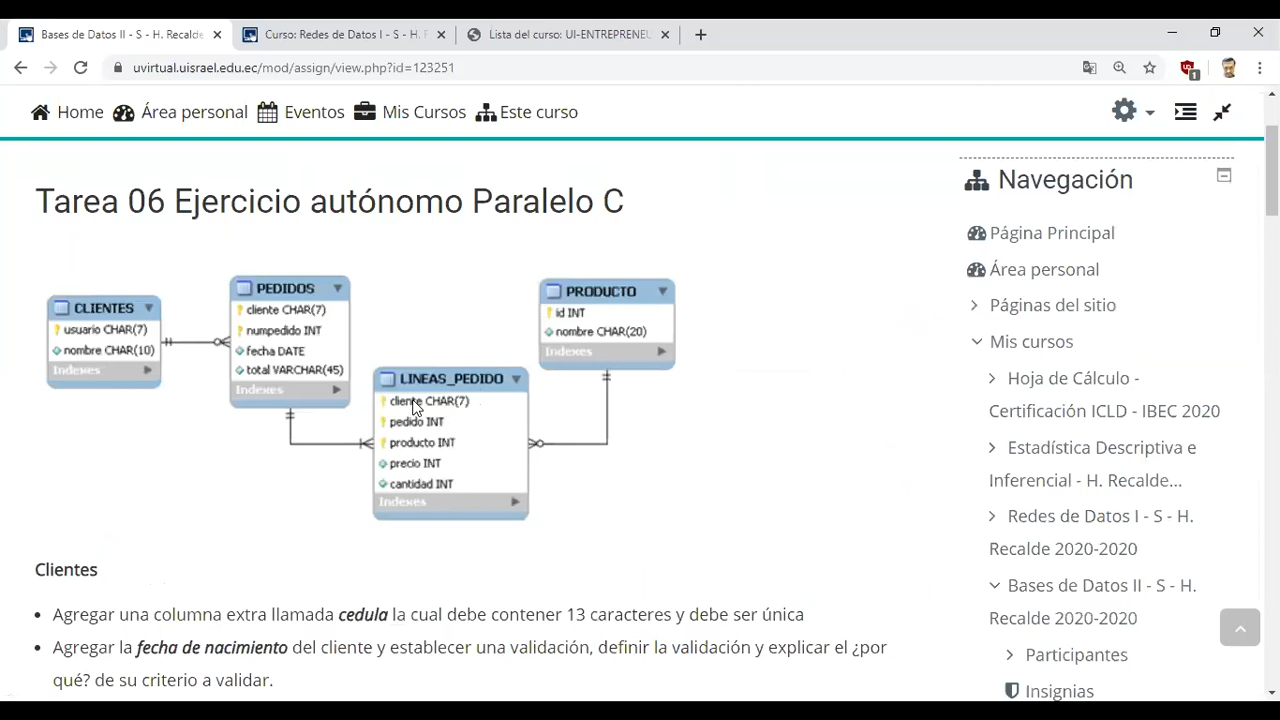 Bases de Datos II - S - H. Recalde
Curso: Redes de Datos I - S - H. F
Lista del curso: UI-ENTREPRENEU
uvirtual.uisrael.edu.ec/mod/assign/view.php?id=123251
1
Home
Área personal
Eventos
Mis Cursos
Este curso
Tarea 06 Ejercicio autónomo Paralelo C
CLIENTES
usuario CHAR(7)
nombre CHAR(10)
Indexes
PEDIDOS
cliente CHAR(7)
numpedido INT
fecha DATE
total VARCHAR(45)
Indexes
LINEAS_PEDIDO
cliente CHAR(7)
pedido INT
producto INT
precio INT
cantidad INT
Indexes
PRODUCTO
id INT
nombre CHAR(20)
Indexes
Clientes
Agregar una columna extra llamada cedula la cual debe contener 13 caracteres y debe ser única
Agregar la fecha de nacimiento del cliente y establecer una validación, definir la validación y explicar el ¿por
qué? de su criterio a validar.
Navegación
Página Principal
Área personal
Páginas del sitio
Mis cursos
Hoja de Cálculo -
Certificación ICLD - IBEC 2020
Estadística Descriptiva e
Inferencial - H. Recalde...
Redes de Datos I - S - H.
Recalde 2020-2020
Bases de Datos II - S - H.
Recalde 2020-2020
Participantes
Insignias